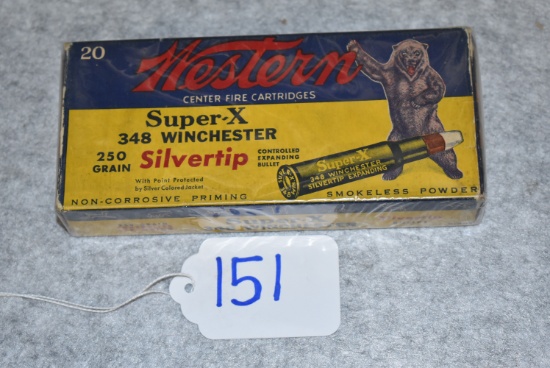 20
Western
CENTER FIRE CARTRIDGES
Super-X
348 WINCHESTER
250 GRAIN
Silvertip
CONTROLLED
EXPANDING
BULLET
With Point Protected
by Silver Colored Jacket
Super-X
348 WINCHESTER
SILVERTIP EXPANDING
NON-CORROSIVE PRIMING
SMOKELESS POWDER
151